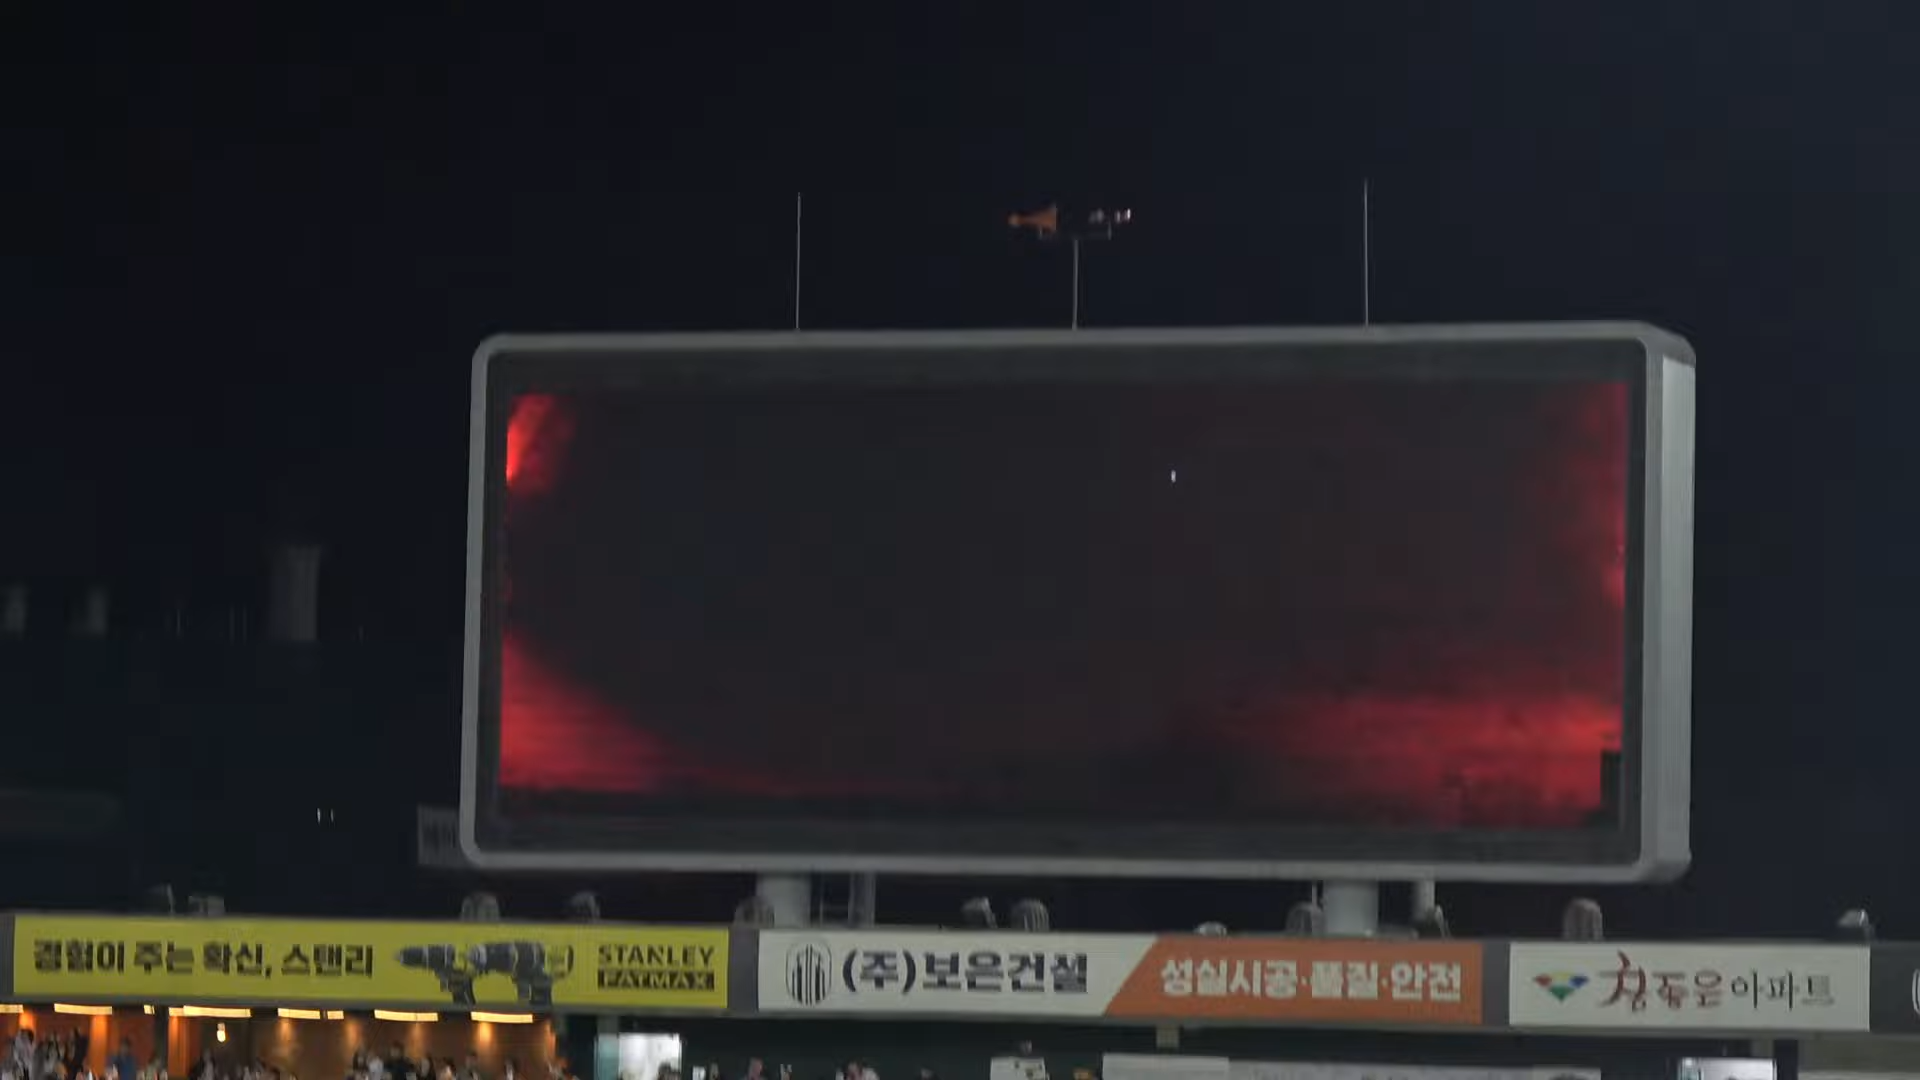 경험이 주는 확신, 스탠리
STANLEY
FATMAX
(주)보은건설
성실시공·품질·안전
참좋은 아파트